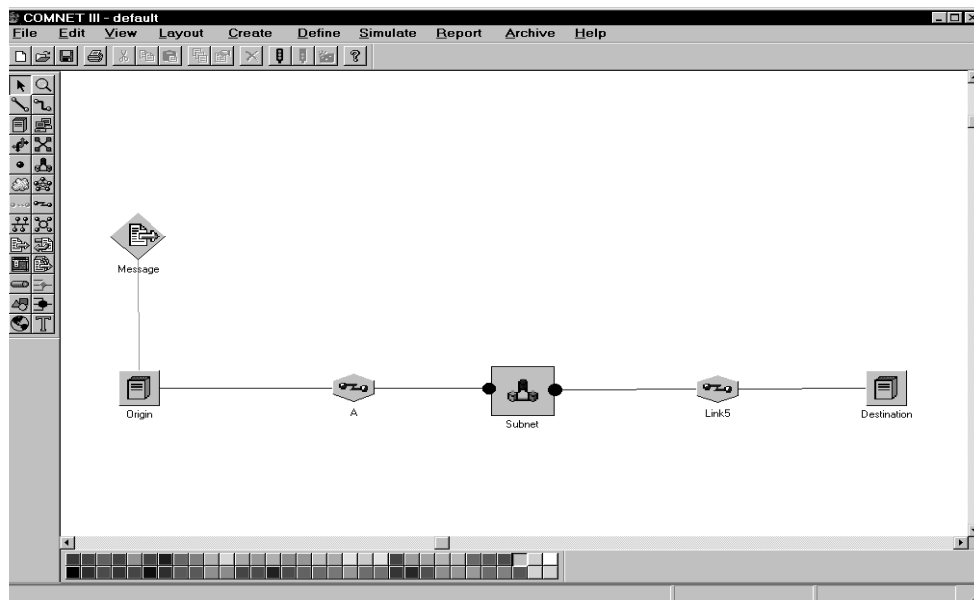 COMNET III - default
File Edit View Layout Create Define Simulate Report Archive Help
Message
Origin A Subnet Link5 Destination